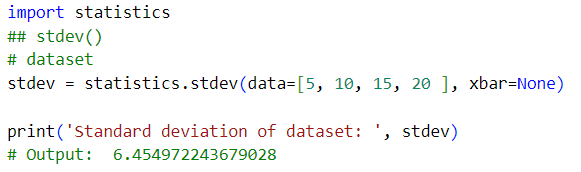 import statistics
## stdev()
# dataset
stdev = statistics.stdev(data=[5, 10, 15, 20 ], xbar=None)
print('Standard deviation of dataset: ', stdev)
# Output:  6.454972243679028